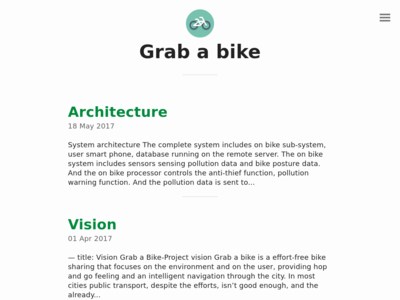 Grab a bike
Architecture
18 May 2017
System architecture The complete system includes on bike sub-system,
user smart phone, database running on the remote server. The on bike
system includes sensors sensing pollution data and bike posture data.
And the on bike processor controls the anti-thief function, pollution
warning function. And the pollution data is sent to...
Vision
01 Apr 2017
— title: Vision Grab a Bike-Project vision Grab a bike is a effort-free bike
sharing that focuses on the environment and on the user, providing hop
and go feeling and an intelligent navigation through the city. In most
cities public transport, despite the efforts, isn’t good enough, and the
already...